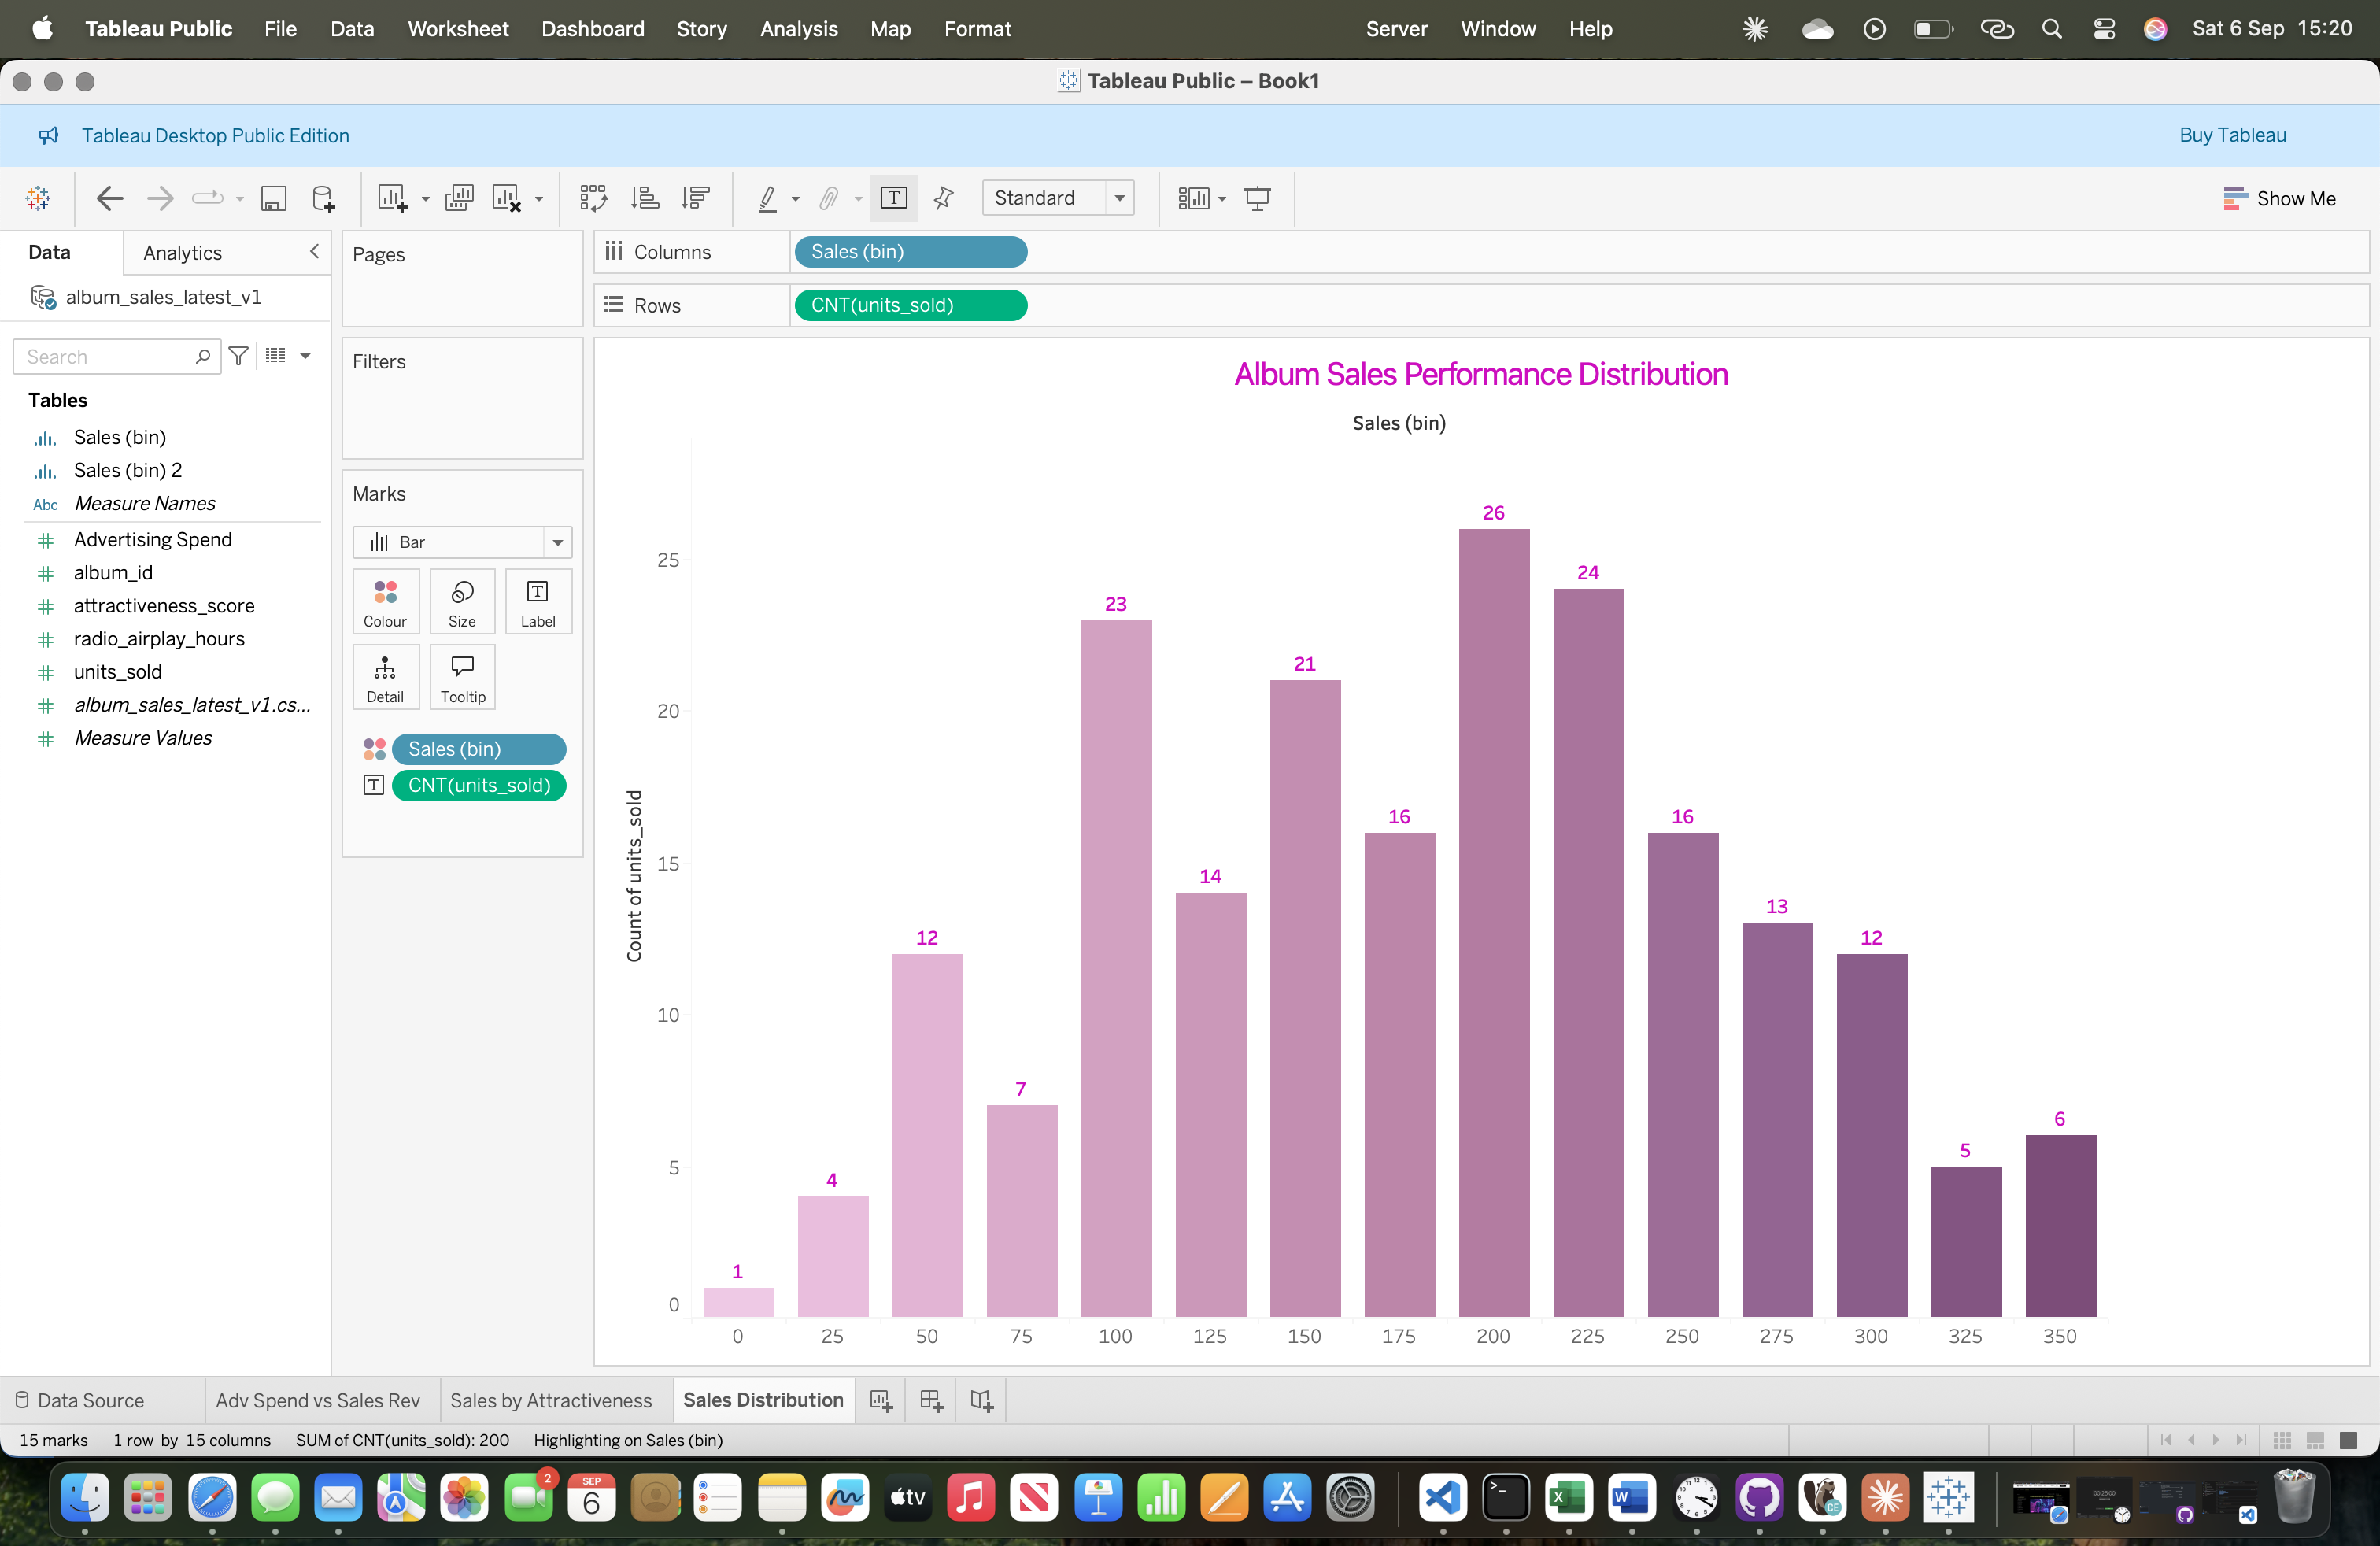 Tableau Public File Data Worksheet Dashboard Story Analysis Map Format Server Window Help Sat 6 Sep 15:20
Tableau Public – Book1
Tableau Desktop Public Edition Buy Tableau
Standard Show Me
Data Analytics
album_sales_latest_v1
Search
Tables
Sales (bin)
Sales (bin) 2
Abc Measure Names
Advertising Spend
album_id
attractiveness_score
radio_airplay_hours
units_sold
album_sales_latest_v1.cs...
Measure Values
Pages
Filters
Marks
Bar
Colour Size Label
Detail Tooltip
Sales (bin)
CNT(units_sold)
Columns Sales (bin)
Rows CNT(units_sold)
Album Sales Performance Distribution
Sales (bin)
Count of units_sold
25
20
15
10
5
0
1 4 12 7 23 14 21 16 26 24 16 13 12 5 6
0 25 50 75 100 125 150 175 200 225 250 275 300 325 350
Data Source Adv Spend vs Sales Rev Sales by Attractiveness Sales Distribution
15 marks 1 row by 15 columns SUM of CNT(units_sold): 200 Highlighting on Sales (bin)
2
SEP
6
tv
CE
00:25:00